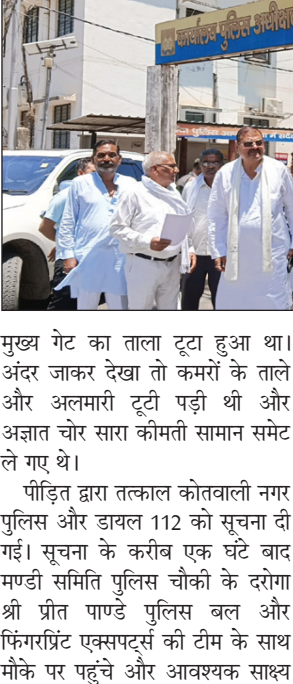 कार्यालय पुलिस अधीक्षक
मुख्य गेट का ताला टूटा हुआ था।
अंदर जाकर देखा तो कमरों के ताले
और अलमारी टूटी पड़ी थी और
अज्ञात चोर सारा कीमती सामान समेट
ले गए थे।
पीड़ित द्वारा तत्काल कोतवाली नगर
पुलिस और डायल 112 को सूचना दी
गई। सूचना के करीब एक घंटे बाद
मण्डी समिति पुलिस चौकी के दरोगा
श्री प्रीत पाण्डे पुलिस बल और
फिंगरप्रिंट एक्सपर्ट्स की टीम के साथ
मौके पर पहुंचे और आवश्यक साक्ष्य